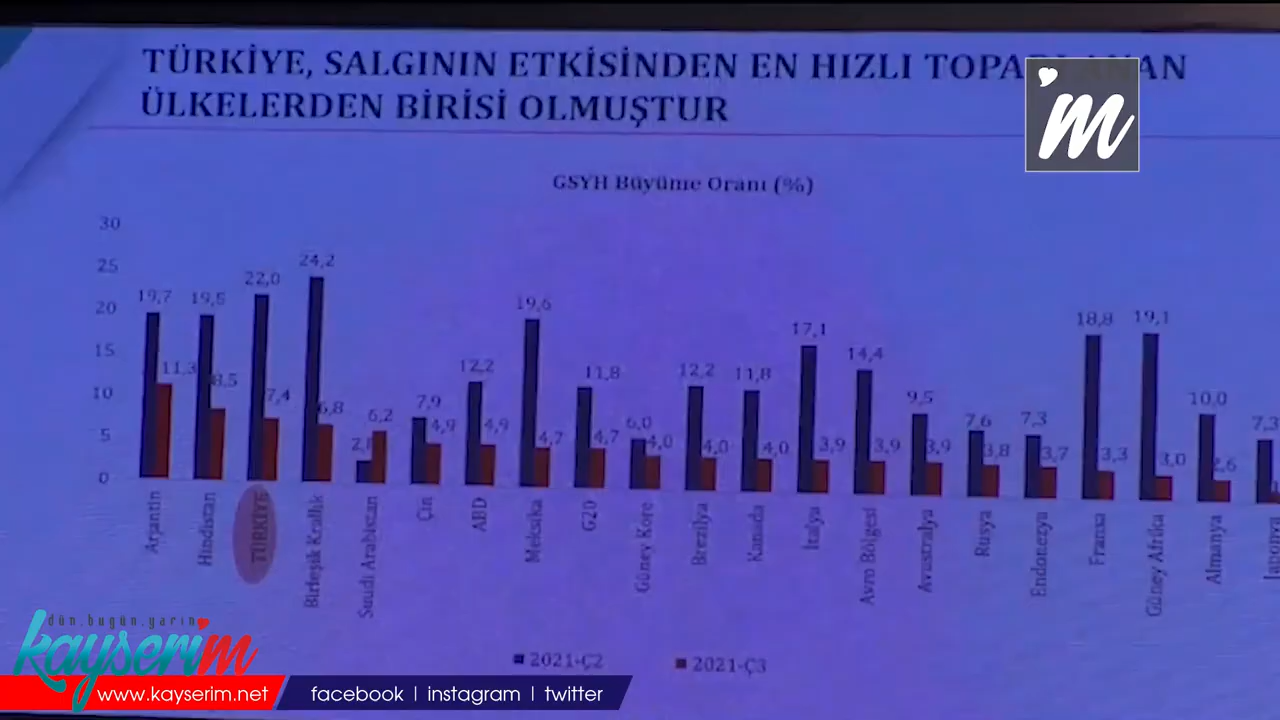 TÜRKİYE, SALGININ ETKİSİNDEN EN HIZLI
ÜLKELERDEN BİRİSİ OLMUŞTUR
'm
GSYH Büyüme Oranı (%)
30
25
20
15
10
5
0
19,7 11,3
19,5 8,5
22,0 7,4
24,2 6,8
6,2
7,9 4,9
12,2 4,9
19,6 4,7
11,8 4,7
6,0 4,0
12,2 4,0
11,8 4,0
17,1 3,9
14,4 3,9
9,5 3,9
7,6 3,8
7,3 3,7
18,8 3,3
19,1 3,0
10,0 2,6
7,3
Arjantin
Hindistan
TÜRKİYE
Birleşik Krallık
Suudi Arabistan
Çin
ABD
Meksika
G20
Güney Kore
Brezilya
Kanada
İtalya
Avro Bölgesi
Avustralya
Rusya
Endonezya
Fransa
Güney Afrika
Almanya
Japonya
2021-Ç2
2021-Ç3
dün.bugün.yarın
kayserim
www.kayserim.net
facebook | instagram | twitter